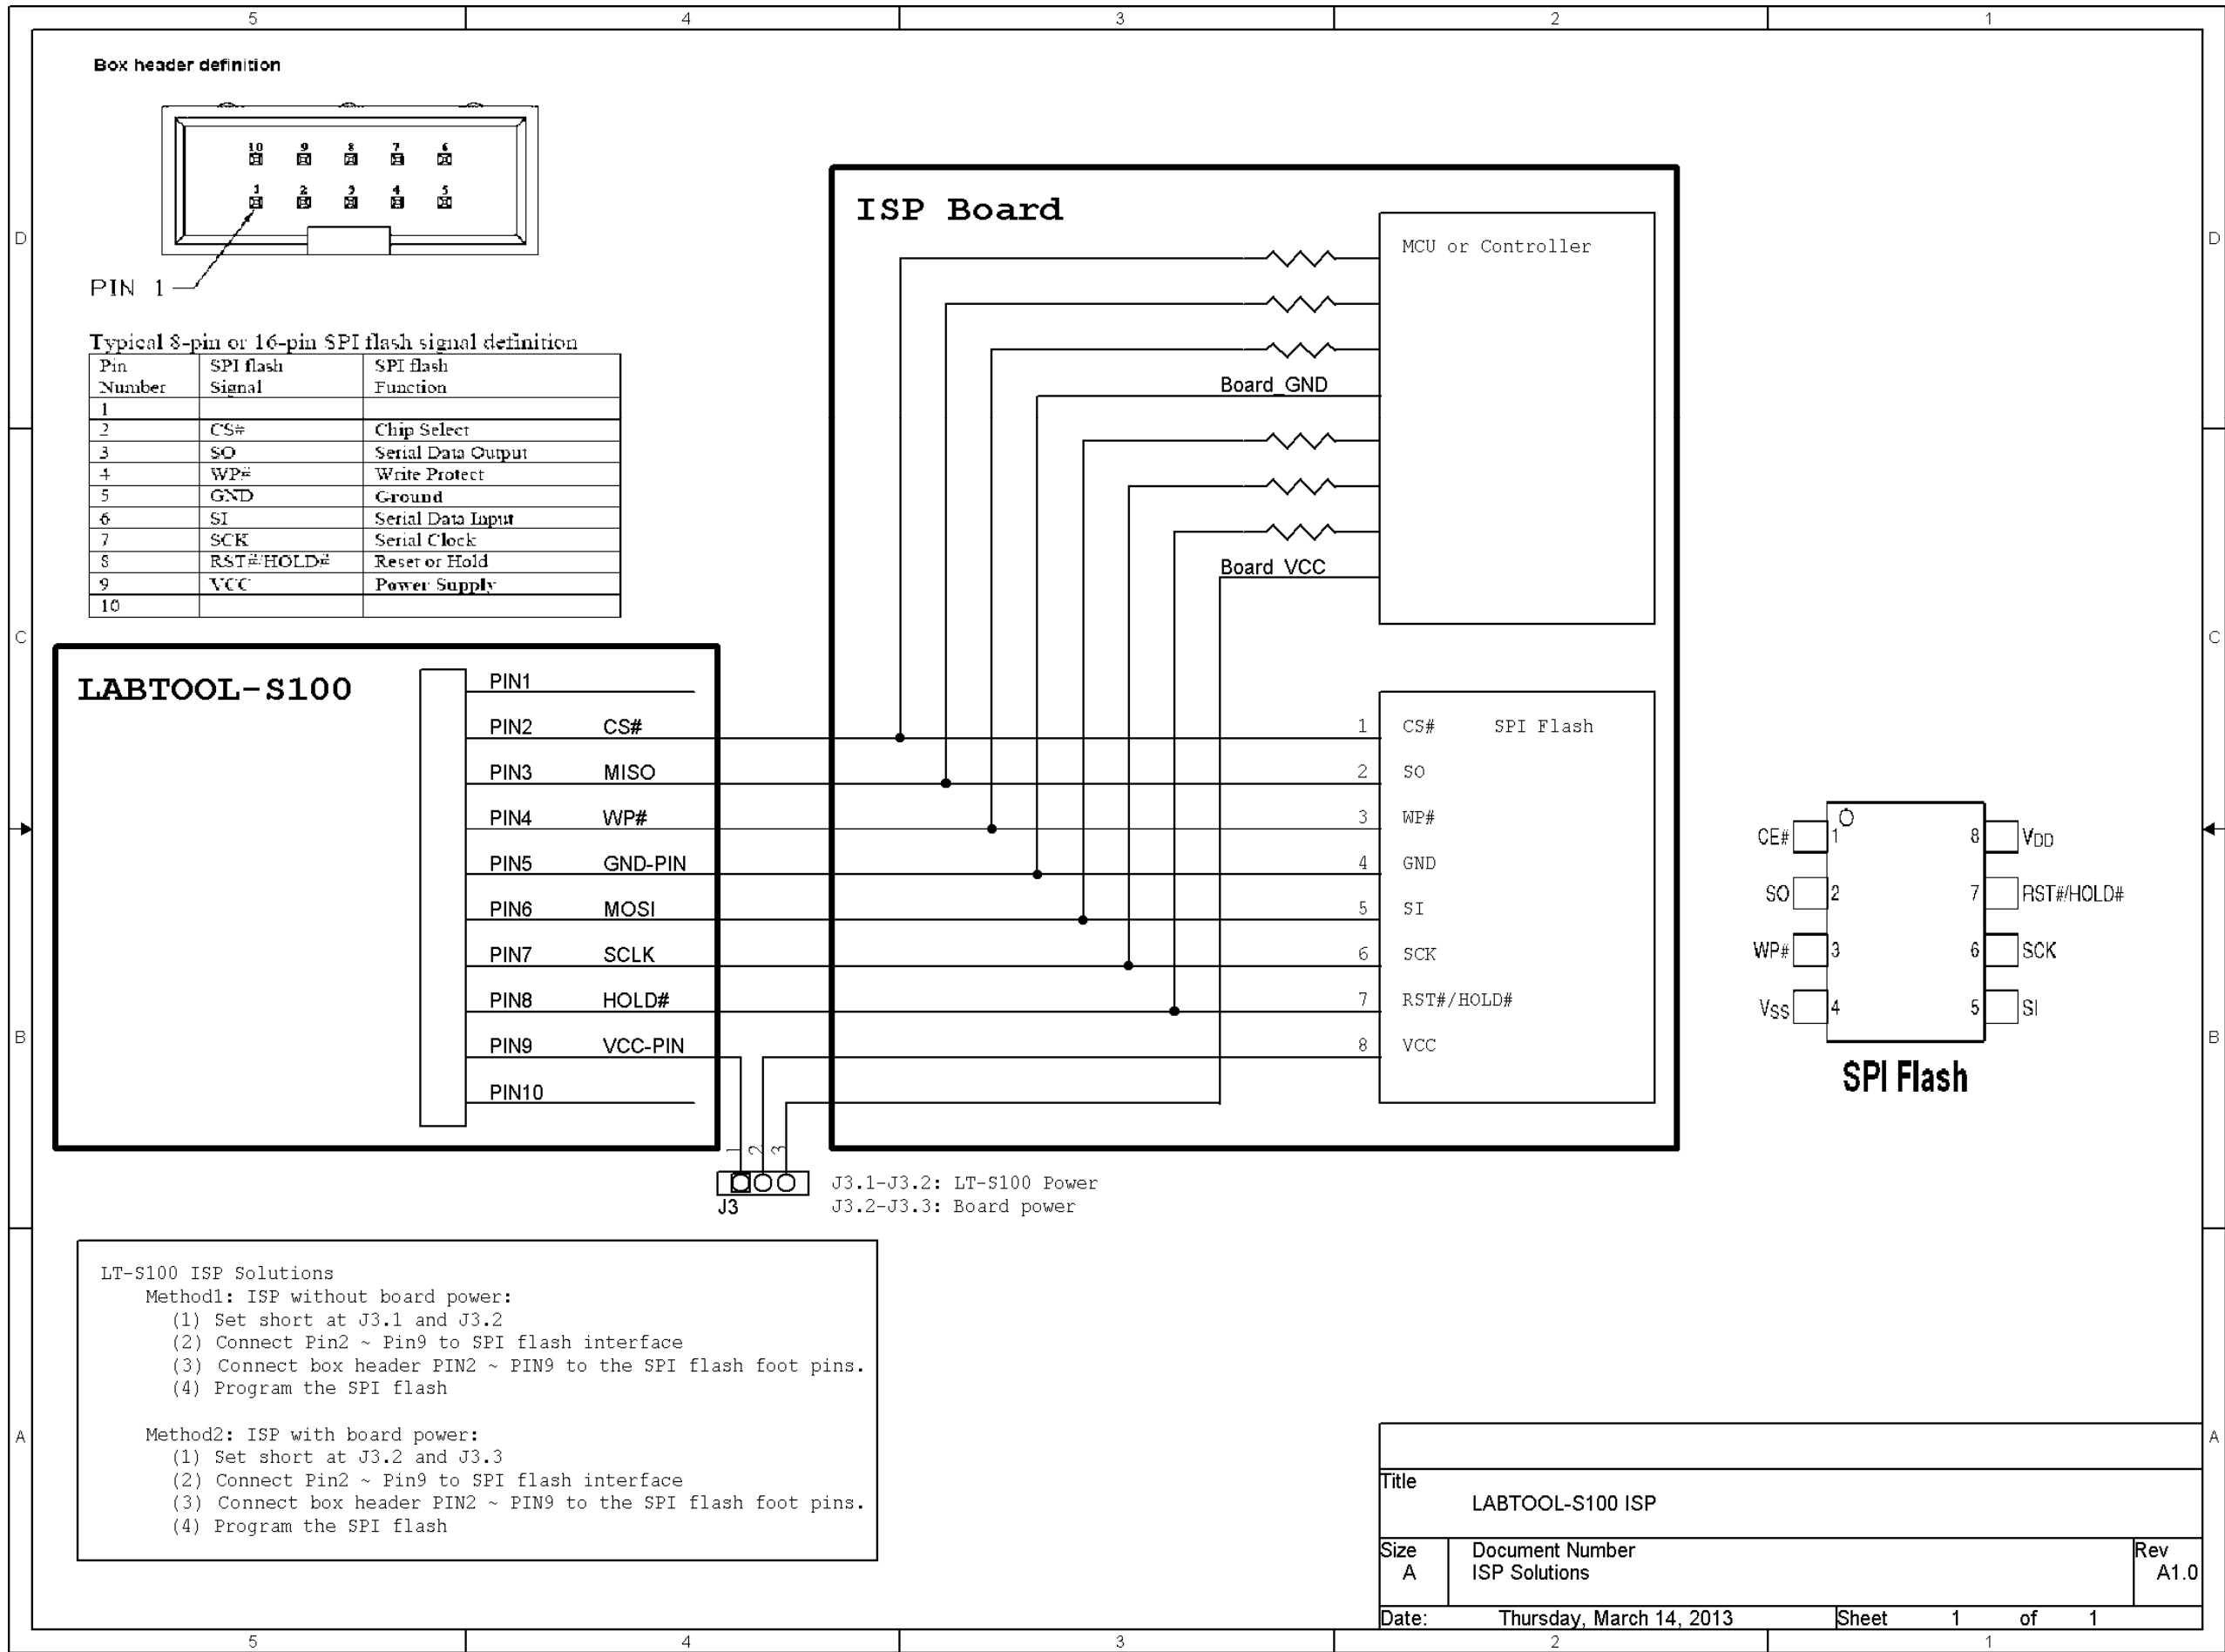 5 4 3 2 1
Box header definition
10 9 8 7 6
1 2 3 4 5
PIN 1
Typical 8-pin or 16-pin SPI flash signal definition
Pin Number SPI flash Signal SPI flash Function
1
2 CS# Chip Select
3 SO Serial Data Output
4 WP# Write Protect
5 GND Ground
6 SI Serial Data Input
7 SCK Serial Clock
8 RST#/HOLD# Reset or Hold
9 VCC Power Supply
10
D D
C C
B B
A A
ISP Board
MCU or Controller
Board_GND
Board_VCC
LABTOOL-S100
PIN1
PIN2 CS#
PIN3 MISO
PIN4 WP#
PIN5 GND-PIN
PIN6 MOSI
PIN7 SCLK
PIN8 HOLD#
PIN9 VCC-PIN
PIN10
1 CS# SPI Flash
2 SO
3 WP#
4 GND
5 SI
6 SCK
7 RST#/HOLD#
8 VCC
CE# 1 8 VDD
SO 2 7 RST#/HOLD#
WP# 3 6 SCK
VSS 4 5 SI
SPI Flash
1 2 3
J3
J3.1-J3.2: LT-S100 Power
J3.2-J3.3: Board power
LT-S100 ISP Solutions
Method1: ISP without board power:
(1) Set short at J3.1 and J3.2
(2) Connect Pin2 ~ Pin9 to SPI flash interface
(3) Connect box header PIN2 ~ PIN9 to the SPI flash foot pins.
(4) Program the SPI flash
Method2: ISP with board power:
(1) Set short at J3.2 and J3.3
(2) Connect Pin2 ~ Pin9 to SPI flash interface
(3) Connect box header PIN2 ~ PIN9 to the SPI flash foot pins.
(4) Program the SPI flash
Title
LABTOOL-S100 ISP
Size Document Number Rev
A ISP Solutions A1.0
Date: Thursday, March 14, 2013 Sheet 1 of 1
5 4 3 2 1